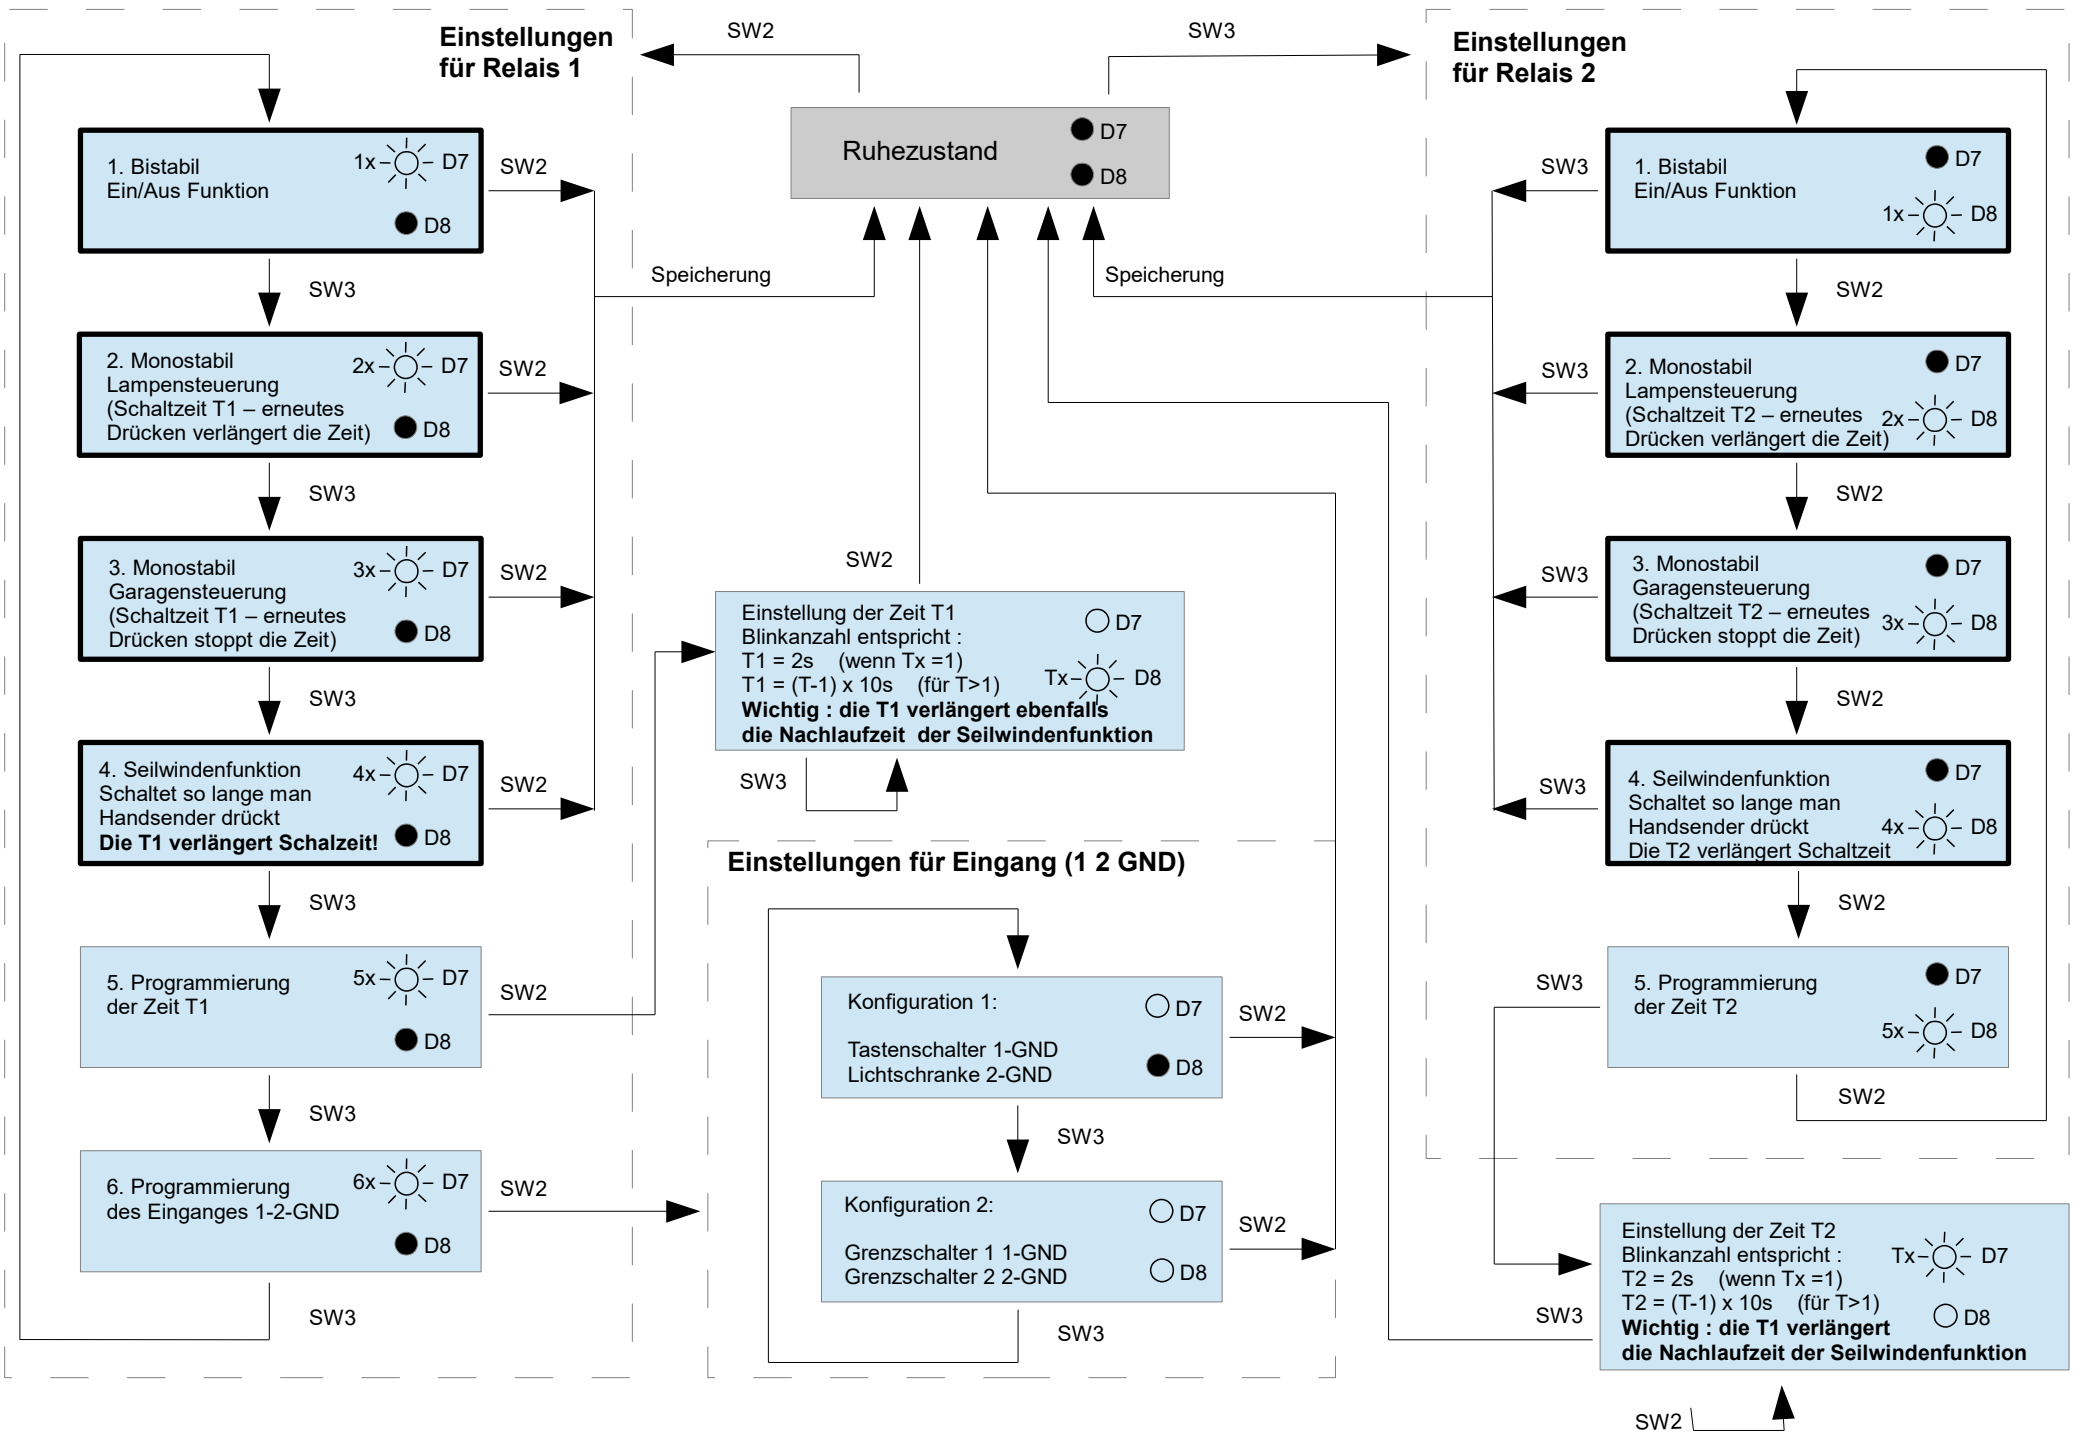 Einstellungen
für Relais 1
SW2
SW3
Einstellungen
für Relais 2
Ruhezustand
D7
D8
1. Bistabil
Ein/Aus Funktion
1x
D7
D8
SW2
SW3
2. Monostabil
Lampensteuerung
(Schaltzeit T1 – erneutes
Drücken verlängert die Zeit)
2x
D7
D8
SW2
SW3
3. Monostabil
Garagensteuerung
(Schaltzeit T1 – erneutes
Drücken stoppt die Zeit)
3x
D7
D8
SW2
SW3
4. Seilwindenfunktion
Schaltet so lange man
Handsender drückt
Die T1 verlängert Schalzeit!
4x
D7
D8
SW2
SW3
5. Programmierung
der Zeit T1
5x
D7
D8
SW2
SW3
6. Programmierung
des Einganges 1-2-GND
6x
D7
D8
SW2
SW3
Speicherung
Speicherung
SW2
Einstellung der Zeit T1
Blinkanzahl entspricht :
T1 = 2s (wenn Tx =1)
T1 = (T-1) x 10s (für T>1)
Wichtig : die T1 verlängert ebenfalls
die Nachlaufzeit der Seilwindenfunktion
D7
Tx
D8
SW3
Einstellungen für Eingang (1 2 GND)
Konfiguration 1:
Tastenschalter 1-GND
Lichtschranke 2-GND
D7
D8
SW2
SW3
Konfiguration 2:
Grenzschalter 1 1-GND
Grenzschalter 2 2-GND
D7
D8
SW2
SW3
SW3
1. Bistabil
Ein/Aus Funktion
D7
1x
D8
SW2
SW3
2. Monostabil
Lampensteuerung
(Schaltzeit T2 – erneutes
Drücken verlängert die Zeit)
D7
2x
D8
SW2
SW3
3. Monostabil
Garagensteuerung
(Schaltzeit T2 – erneutes
Drücken stoppt die Zeit)
D7
3x
D8
SW2
SW3
4. Seilwindenfunktion
Schaltet so lange man
Handsender drückt
Die T2 verlängert Schaltzeit
D7
4x
D8
SW2
SW3
5. Programmierung
der Zeit T2
D7
5x
D8
SW2
Einstellung der Zeit T2
Blinkanzahl entspricht :
T2 = 2s (wenn Tx =1)
T2 = (T-1) x 10s (für T>1)
Wichtig : die T1 verlängert
die Nachlaufzeit der Seilwindenfunktion
Tx
D7
D8
SW3
SW2